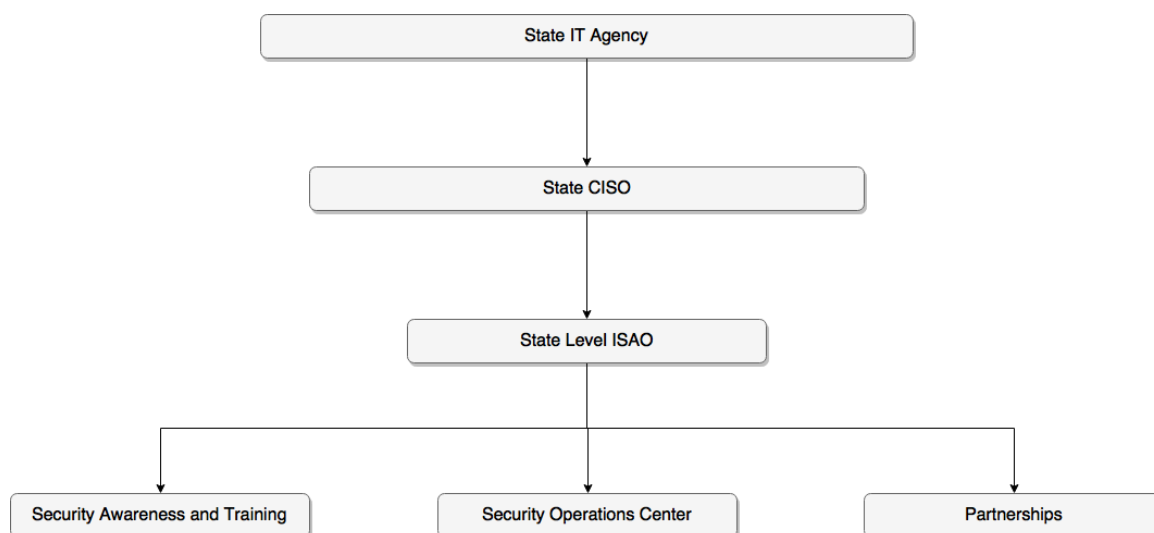 State IT Agency
State CISO
State Level ISAO
Security Awareness and Training
Security Operations Center
Partnerships